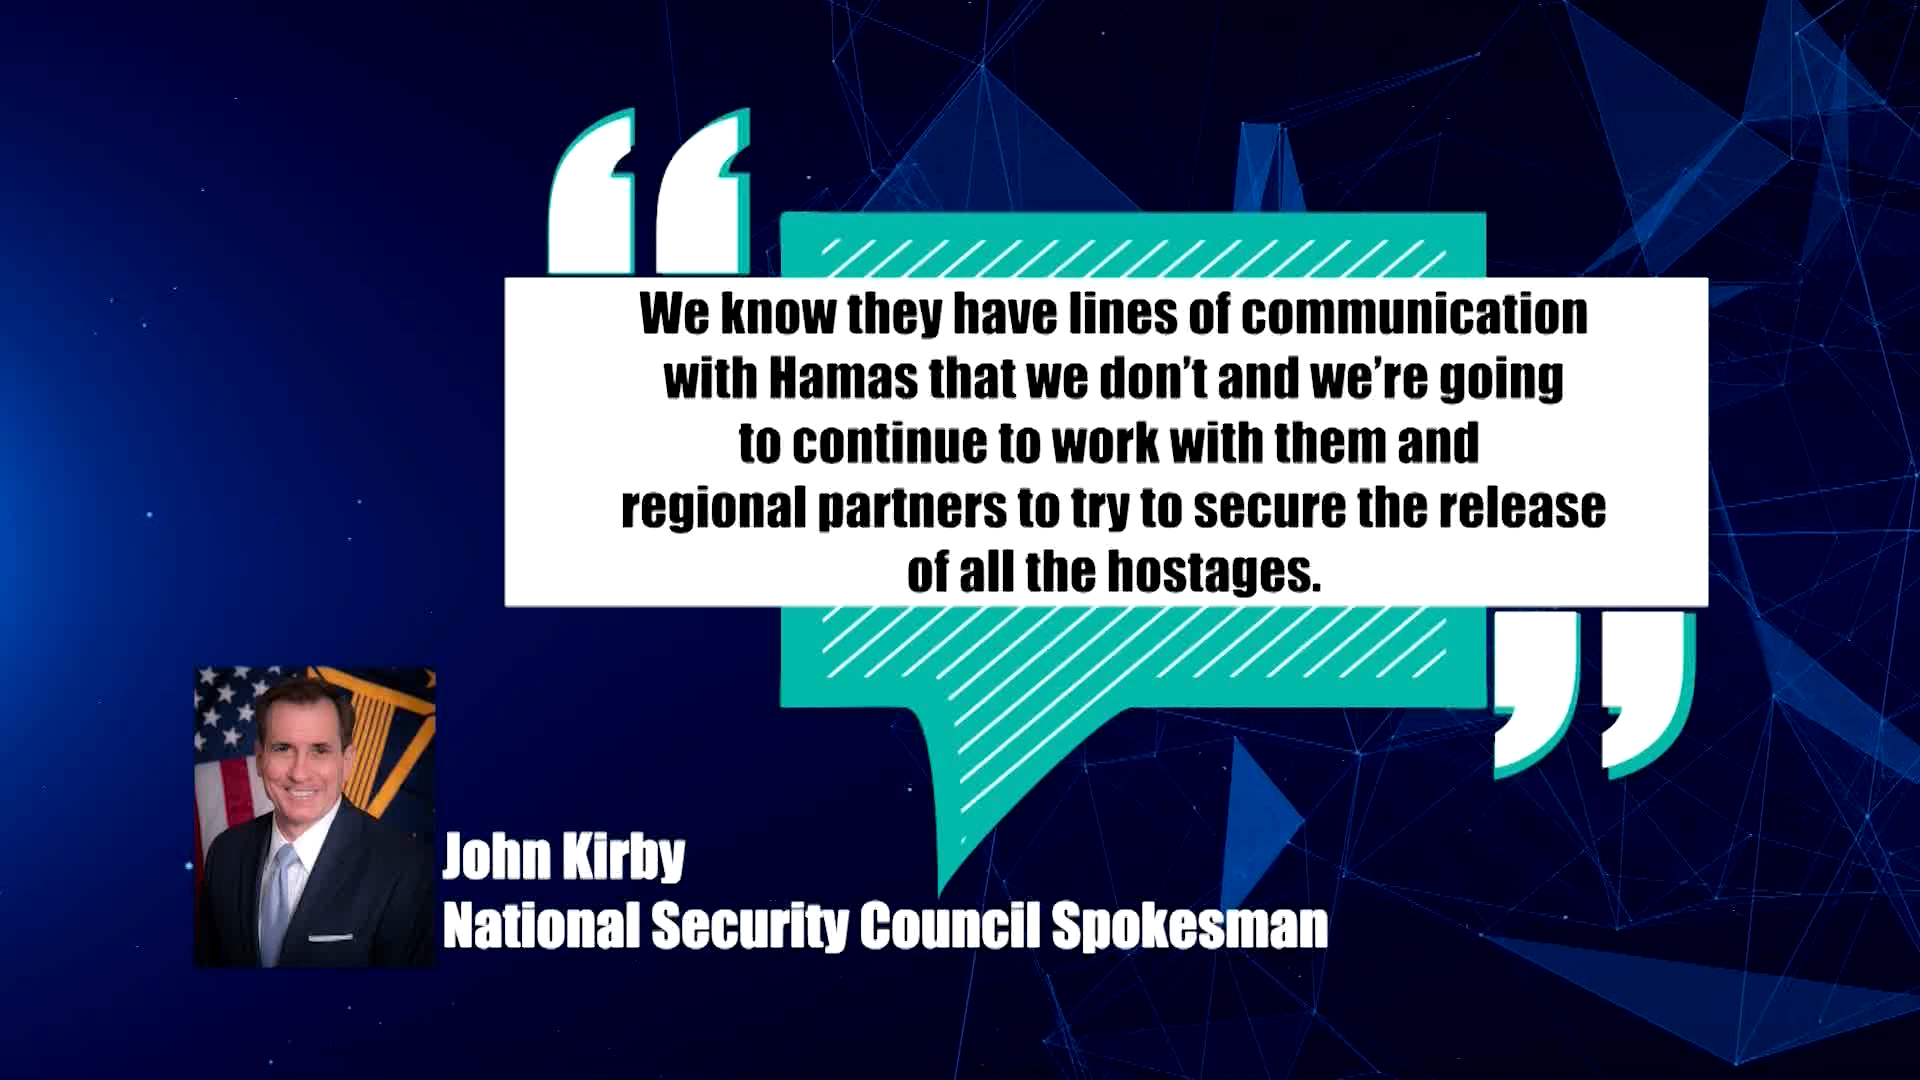 We know they have lines of communication
with Hamas that we don't and we're going
to continue to work with them and
regional partners to try to secure the release
of all the hostages.
John Kirby
National Security Council Spokesman